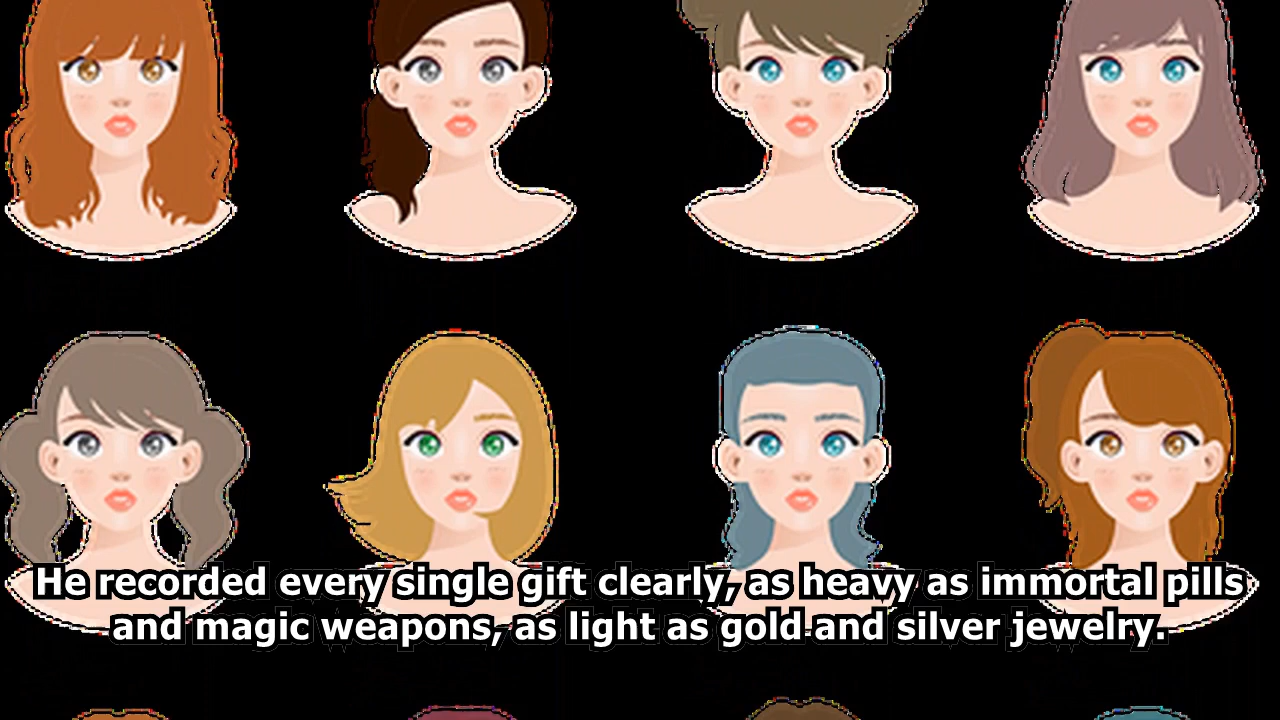 He recorded every single gift clearly, as heavy as immortal pills
and magic weapons, as light as gold and silver jewelry.